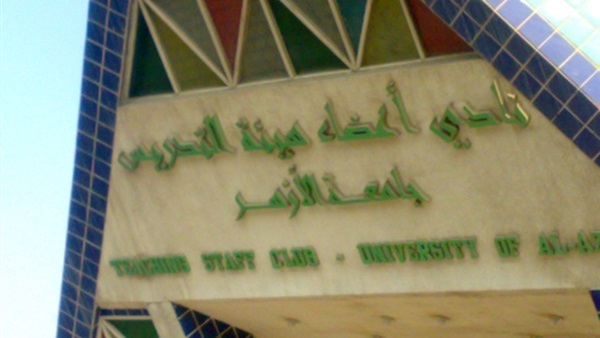 نادي أعضاء هيئة التدريس
جامعة الأزهر
TEACHING STAFF CLUB - UNIVERSITY OF AL-AZ